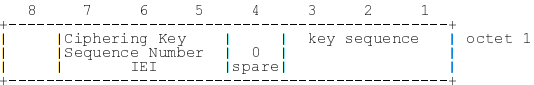 8 7 6 5 4 3 2 1
Ciphering Key key sequence octet 1
Sequence Number 0
IEI spare